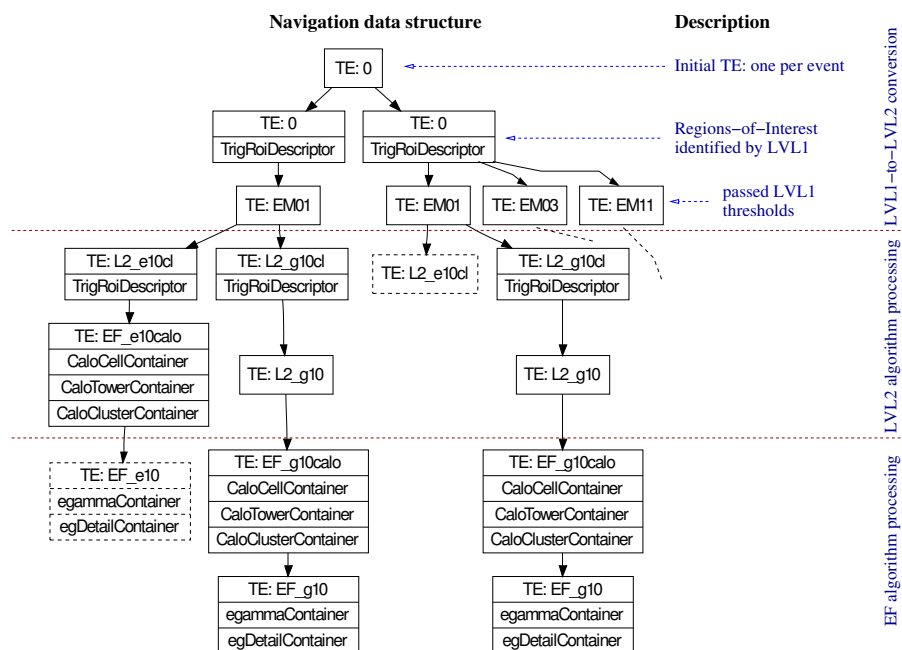 Navigation data structure
Description
TE: 0
Initial TE: one per event
TE: 0
TrigRoiDescriptor
TE: 0
TrigRoiDescriptor
Regions−of−Interest
identified by LVL1
TE: EM01
TE: EM01
TE: EM03
TE: EM11
passed LVL1
thresholds
LVL1−to−LVL2 conversion
TE: L2_e10cl
TrigRoiDescriptor
TE: L2_g10cl
TrigRoiDescriptor
TE: L2_e10cl
TE: L2_g10cl
TrigRoiDescriptor
TE: EF_e10calo
CaloCellContainer
CaloTowerContainer
CaloClusterContainer
TE: L2_g10
TE: L2_g10
LVL2 algorithm processing
TE: EF_e10
egammaContainer
egDetailContainer
TE: EF_g10calo
CaloCellContainer
CaloTowerContainer
CaloClusterContainer
TE: EF_g10calo
CaloCellContainer
CaloTowerContainer
CaloClusterContainer
TE: EF_g10
egammaContainer
egDetailContainer
TE: EF_g10
egammaContainer
egDetailContainer
EF algorithm processing